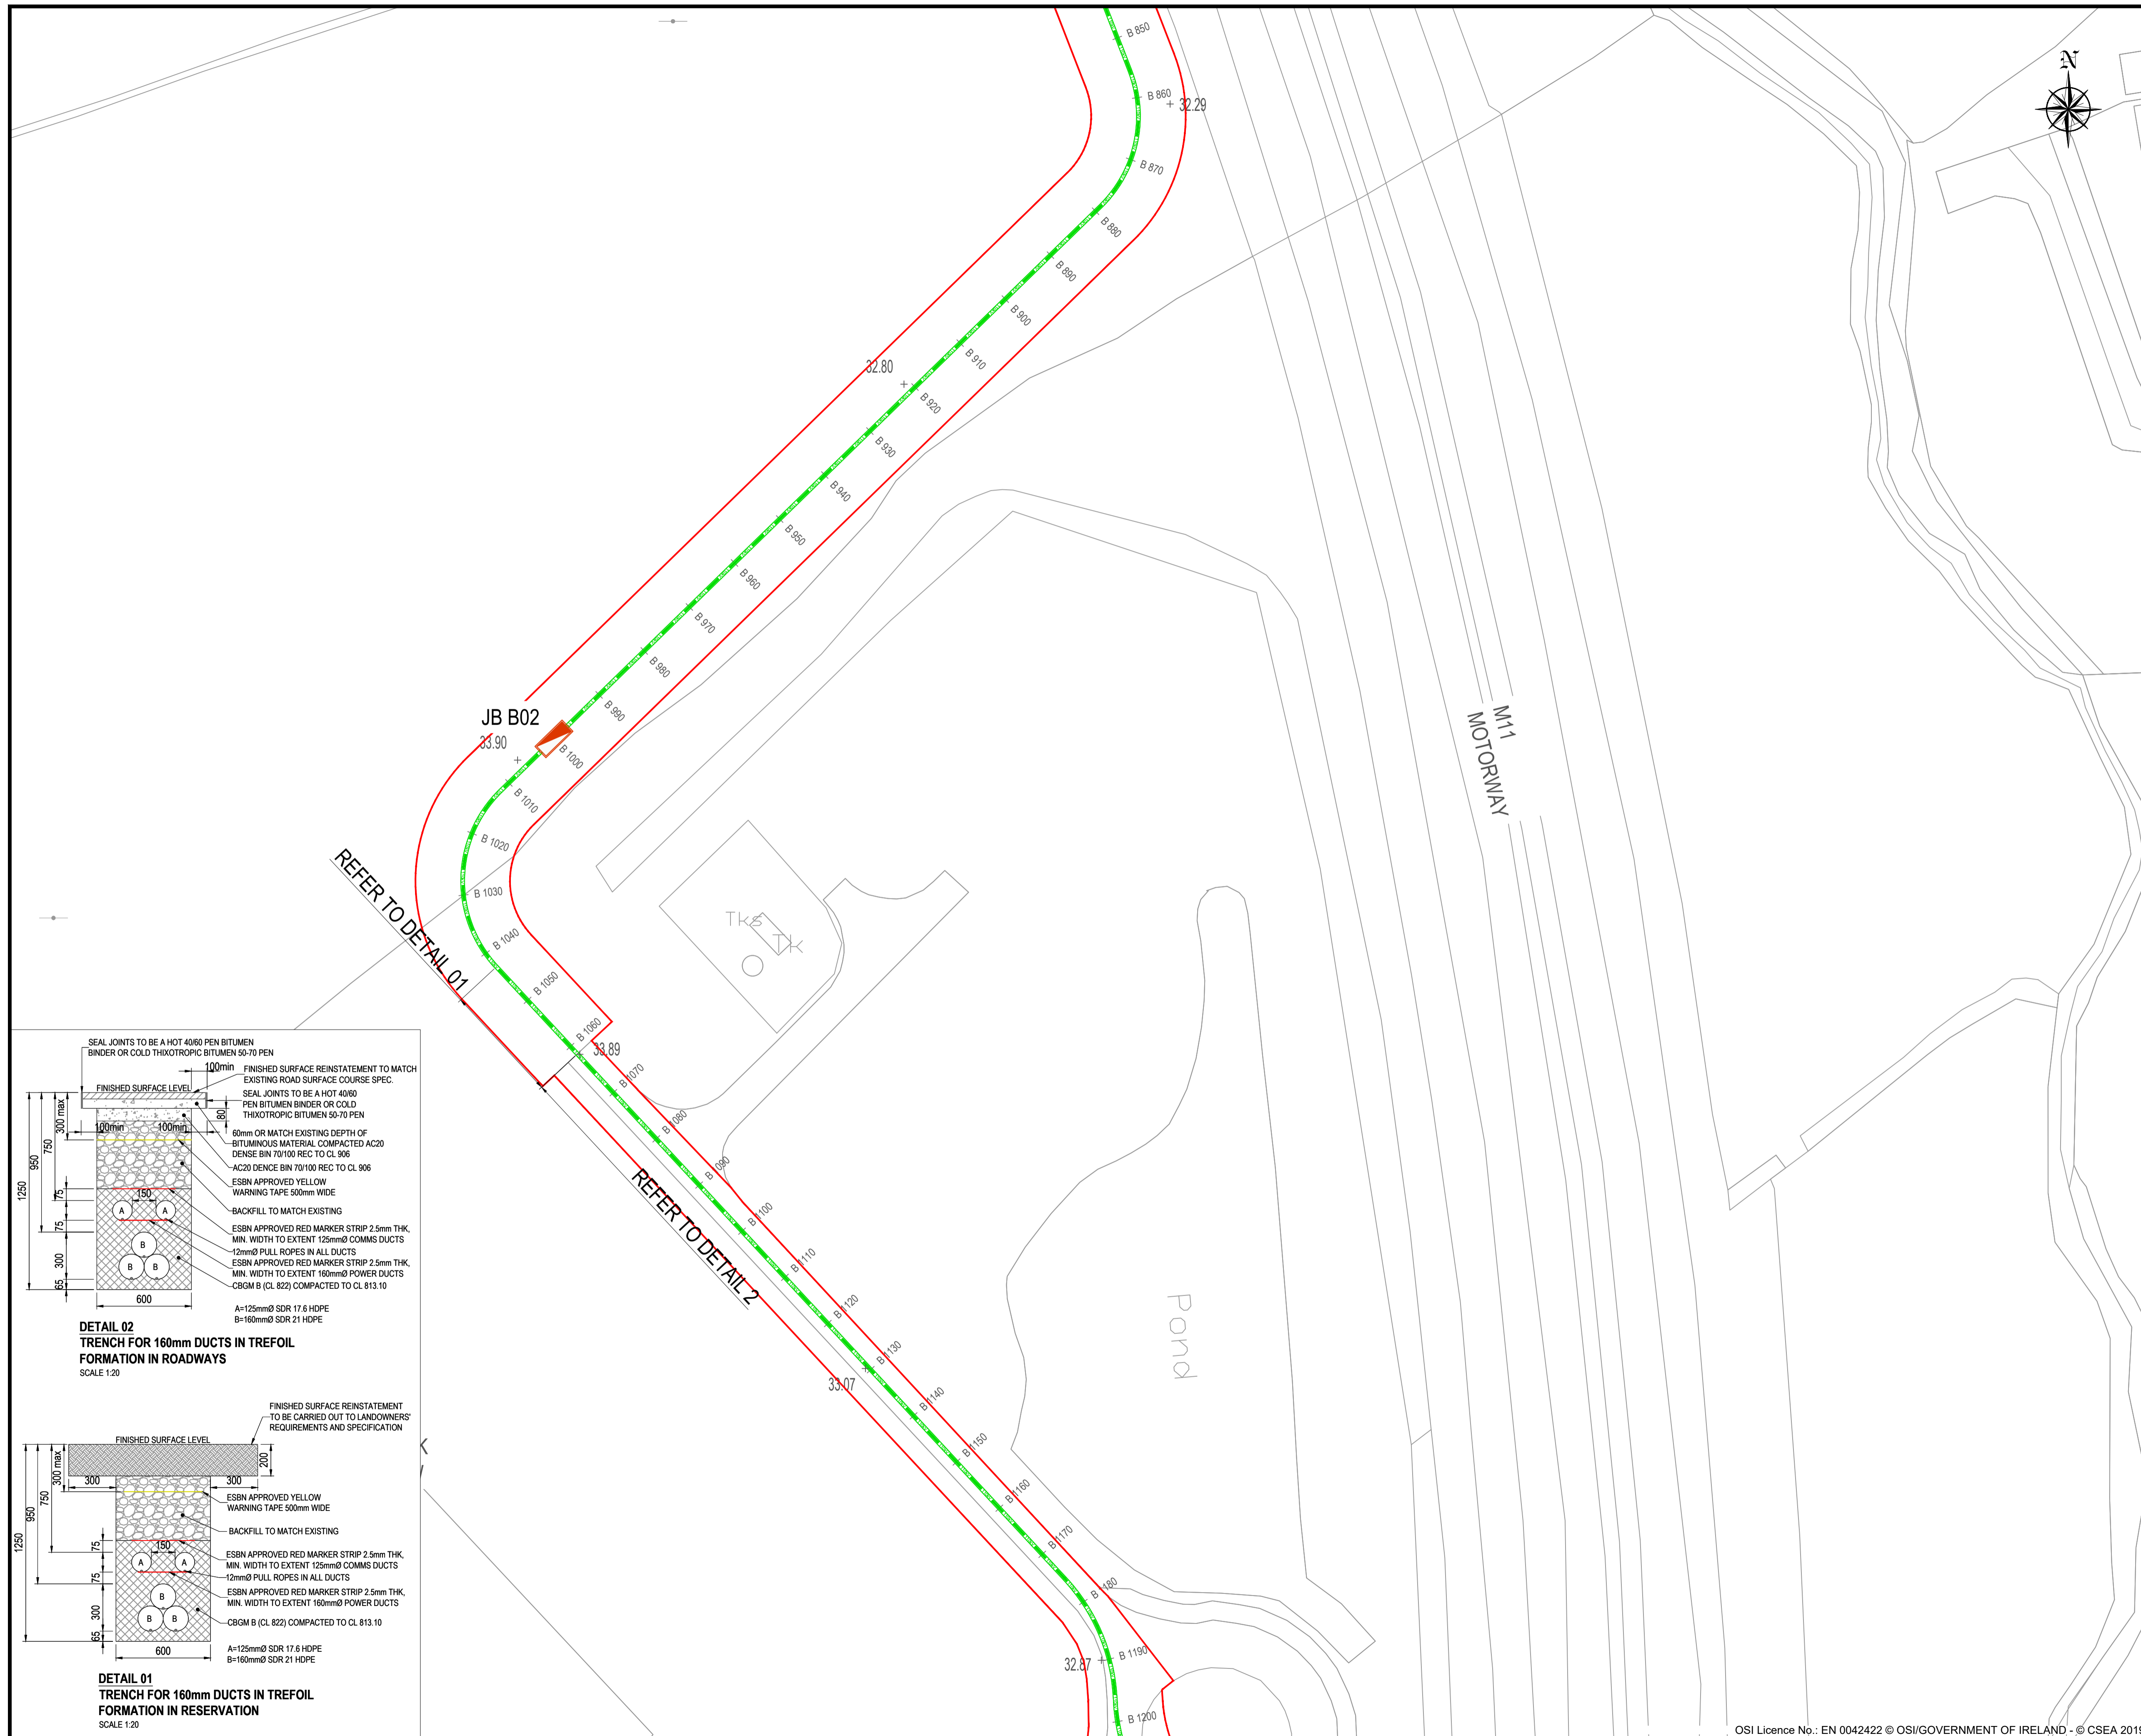 N
B 850
B 860
32.29
B 870
B 880
B 890
B 900
B 910
32.80
B 920
B 930
B 940
B 950
B 960
B 970
B 980
B 990
JB B02
33.90
B 1000
B 1010
B 1020
B 1030
B 1040
B 1050
B 1060
33.89
B 1070
B 1080
B 1090
B 1100
B 1110
B 1120
B 1130
33.07
B 1140
B 1150
B 1160
B 1170
B 1180
B 1190
32.87
B 1200
M11
MOTORWAY
TKS
TK
Pond
REFER TO DETAIL 01
REFER TO DETAIL 2
SEAL JOINTS TO BE A HOT 40/60 PEN BITUMEN
BINDER OR COLD THIXOTROPIC BITUMEN 50-70 PEN
100min
FINISHED SURFACE REINSTATEMENT TO MATCH
EXISTING ROAD SURFACE COURSE SPEC.
FINISHED SURFACE LEVEL
SEAL JOINTS TO BE A HOT 40/60
PEN BITUMEN BINDER OR COLD
THIXOTROPIC BITUMEN 50-70 PEN
80
100min
100min
60mm OR MATCH EXISTING DEPTH OF
BITUMINOUS MATERIAL COMPACTED AC20
DENSE BIN 70/100 REC TO CL 906
AC20 DENCE BIN 70/100 REC TO CL 906
ESBN APPROVED YELLOW
WARNING TAPE 500mm WIDE
BACKFILL TO MATCH EXISTING
ESBN APPROVED RED MARKER STRIP 2.5mm THK,
MIN. WIDTH TO EXTENT 125mmØ COMMS DUCTS
12mmØ PULL ROPES IN ALL DUCTS
ESBN APPROVED RED MARKER STRIP 2.5mm THK,
MIN. WIDTH TO EXTENT 160mmØ POWER DUCTS
CBGM B (CL 822) COMPACTED TO CL 813.10
1250
950
750
300 max
75
75
300
65
150
A
A
B
B
B
600
A=125mmØ SDR 17.6 HDPE
B=160mmØ SDR 21 HDPE
DETAIL 02
TRENCH FOR 160mm DUCTS IN TREFOIL
FORMATION IN ROADWAYS
SCALE 1:20
FINISHED SURFACE REINSTATEMENT
TO BE CARRIED OUT TO LANDOWNERS'
REQUIREMENTS AND SPECIFICATION
FINISHED SURFACE LEVEL
200
300
300
ESBN APPROVED YELLOW
WARNING TAPE 500mm WIDE
BACKFILL TO MATCH EXISTING
ESBN APPROVED RED MARKER STRIP 2.5mm THK,
MIN. WIDTH TO EXTENT 125mmØ COMMS DUCTS
12mmØ PULL ROPES IN ALL DUCTS
ESBN APPROVED RED MARKER STRIP 2.5mm THK,
MIN. WIDTH TO EXTENT 160mmØ POWER DUCTS
CBGM B (CL 822) COMPACTED TO CL 813.10
1250
950
750
300 max
75
75
300
65
150
A
A
B
B
B
600
A=125mmØ SDR 17.6 HDPE
B=160mmØ SDR 21 HDPE
DETAIL 01
TRENCH FOR 160mm DUCTS IN TREFOIL
FORMATION IN RESERVATION
SCALE 1:20
OSI Licence No.: EN 0042422 © OSI/GOVERNMENT OF IRELAND - © CSEA 2019